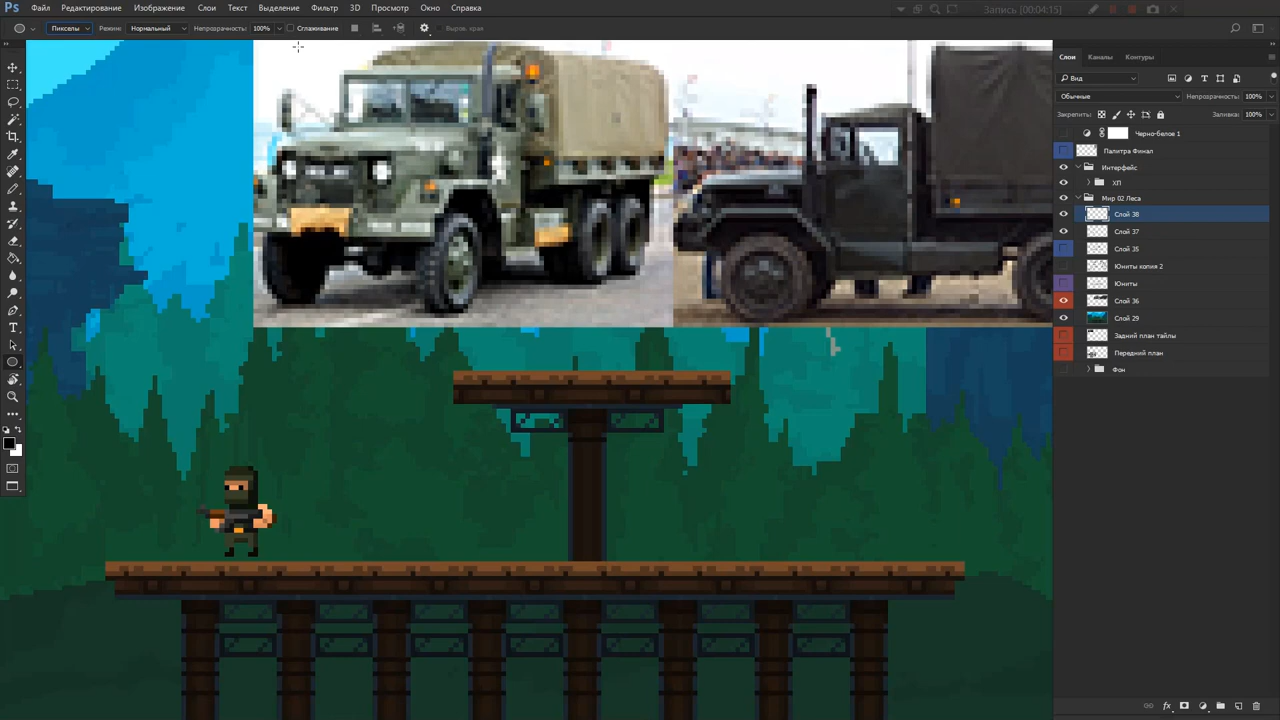 Ps Файл Редактирование Изображение Слои Текст Выделение Фильтр 3D Просмотр Окно Справка
Запись [00:04:15]
Пикселы Режим: Нормальный Непрозрачность: 100% Сглаживание Выров. края
Слои Каналы Контуры
Вид
Обычные Непрозрачность: 100%
Закрепить: Заливка: 100%
Черно-белое 1
Палитра Финал
Интерфейс
ХП
Мир 02 Леса
Слой 38
Слой 37
Слой 35
Юниты копия 2
Юниты
Слой 36
Слой 29
Задний план тайлы
Передний план
Фон